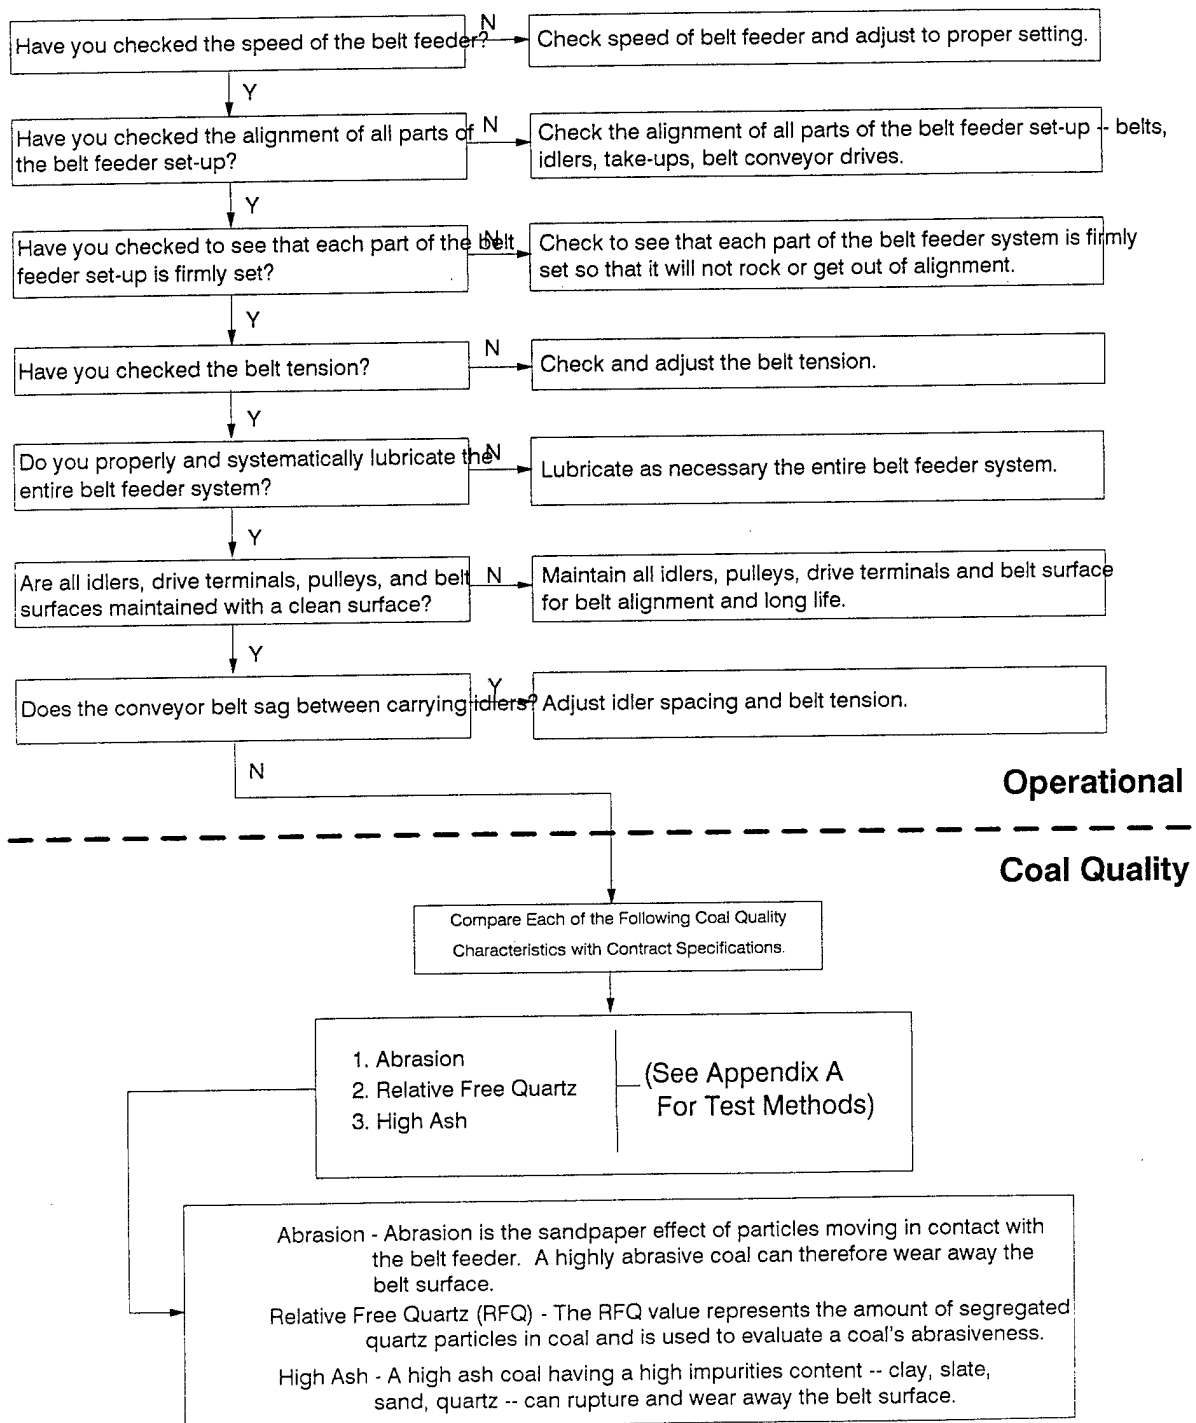 Have you checked the speed of the belt feeder?
N
Check speed of belt feeder and adjust to proper setting.
Y
Have you checked the alignment of all parts of
the belt feeder set-up?
N
Check the alignment of all parts of the belt feeder set-up -- belts,
idlers, take-ups, belt conveyor drives.
Y
Have you checked to see that each part of the belt
feeder set-up is firmly set?
N
Check to see that each part of the belt feeder system is firmly
set so that it will not rock or get out of alignment.
Y
Have you checked the belt tension?
N
Check and adjust the belt tension.
Y
Do you properly and systematically lubricate the
entire belt feeder system?
N
Lubricate as necessary the entire belt feeder system.
Y
Are all idlers, drive terminals, pulleys, and belt
surfaces maintained with a clean surface?
N
Maintain all idlers, pulleys, drive terminals and belt surface
for belt alignment and long life.
Y
Does the conveyor belt sag between carrying idlers?
Y
Adjust idler spacing and belt tension.
N
Operational
Coal Quality
Compare Each of the Following Coal Quality
Characteristics with Contract Specifications.
1. Abrasion
2. Relative Free Quartz
3. High Ash
(See Appendix A
For Test Methods)
Abrasion - Abrasion is the sandpaper effect of particles moving in contact with
the belt feeder. A highly abrasive coal can therefore wear away the
belt surface.
Relative Free Quartz (RFQ) - The RFQ value represents the amount of segregated
quartz particles in coal and is used to evaluate a coal's abrasiveness.
High Ash - A high ash coal having a high impurities content -- clay, slate,
sand, quartz -- can rupture and wear away the belt surface.